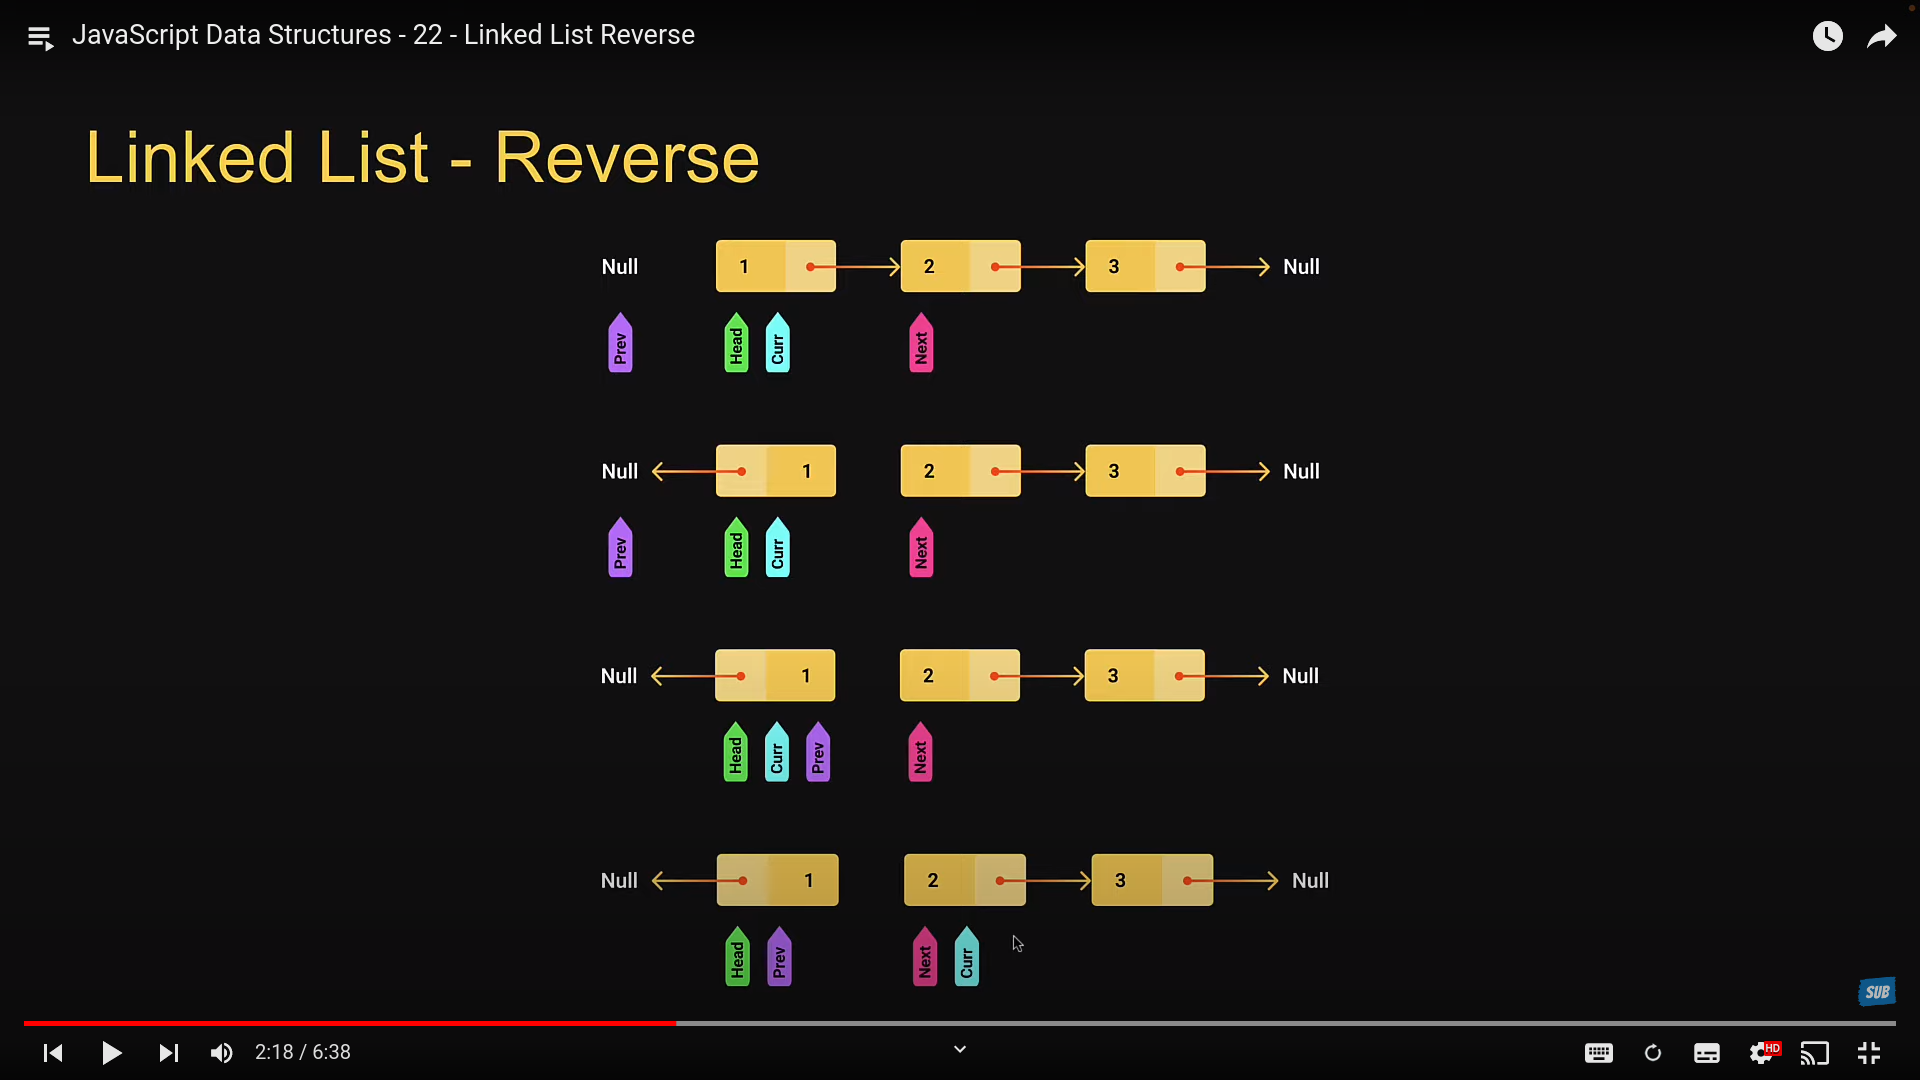 JavaScript Data Structures - 22 - Linked List Reverse
Linked List - Reverse
Null 1 2 3 Null
Prev Head Curr Next
Null 1 2 3 Null
Prev Head Curr Next
Null 1 2 3 Null
Head Curr Prev Next
Null 1 2 3 Null
Head Prev Next Curr
SUB
2:18 / 6:38
HD